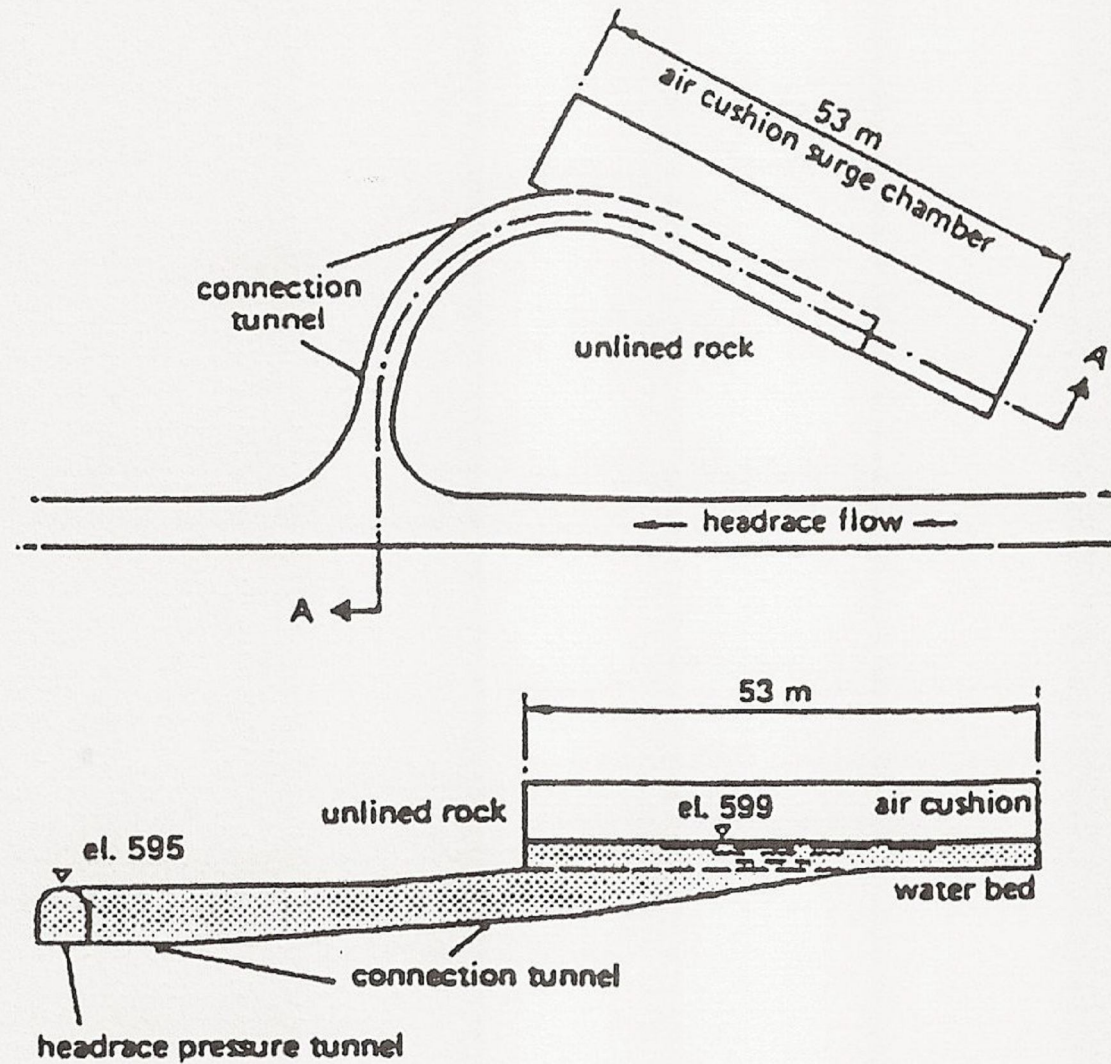 53 m
air cushion surge chamber
connection
tunnel
unlined rock
A
headrace flow
A
53 m
unlined rock
el. 599
air cushion
el. 595
water bed
connection tunnel
headrace pressure tunnel